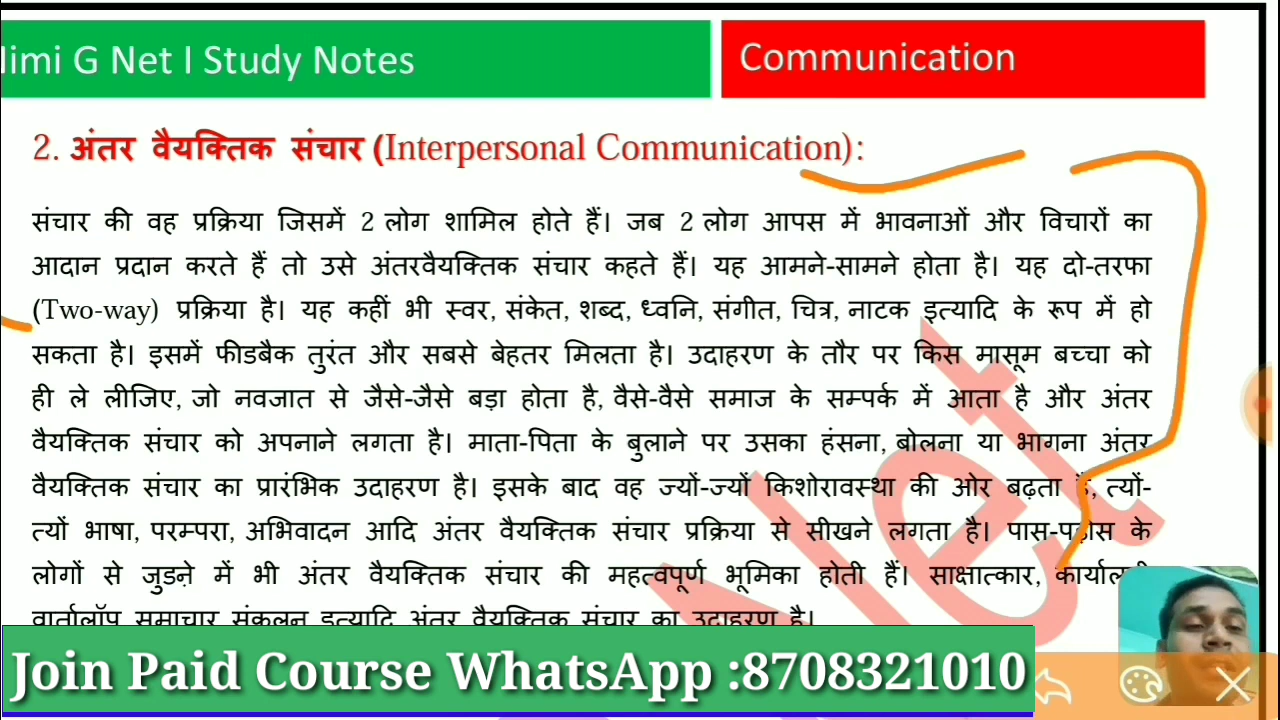 imi G Net I Study Notes
Communication
2. अंतर वैयक्तिक संचार (Interpersonal Communication):
संचार की वह प्रक्रिया जिसमें 2 लोग शामिल होते हैं। जब 2 लोग आपस में भावनाओं और विचारों का
आदान प्रदान करते हैं तो उसे अंतरवैयक्तिक संचार कहते हैं। यह आमने-सामने होता है। यह दो-तरफा
(Two-way) प्रक्रिया है। यह कहीं भी स्वर, संकेत, शब्द, ध्वनि, संगीत, चित्र, नाटक इत्यादि के रूप में हो
सकता है। इसमें फीडबैक तुरंत और सबसे बेहतर मिलता है। उदाहरण के तौर पर किस मासूम बच्चा को
ही ले लीजिए, जो नवजात से जैसे-जैसे बड़ा होता है, वैसे-वैसे समाज के सम्पर्क में आता है और अंतर
वैयक्तिक संचार को अपनाने लगता है। माता-पिता के बुलाने पर उसका हंसना, बोलना या भागना अंतर
वैयक्तिक संचार का प्रारंभिक उदाहरण है। इसके बाद वह ज्यों-ज्यों किशोरावस्था की ओर बढ़ता है, त्यों-
त्यों भाषा, परम्परा, अभिवादन आदि अंतर वैयक्तिक संचार प्रक्रिया से सीखने लगता है। पास-पड़ोस के
लोगों से जुडऩे में भी अंतर वैयक्तिक संचार की महत्वपूर्ण भूमिका होती हैं। साक्षात्कार,
वार्तालॉप समाचार संकलन इत्यादि अंतर वैयक्तिक संचार का उदाहरण है।
Net
Join Paid Course WhatsApp :8708321010